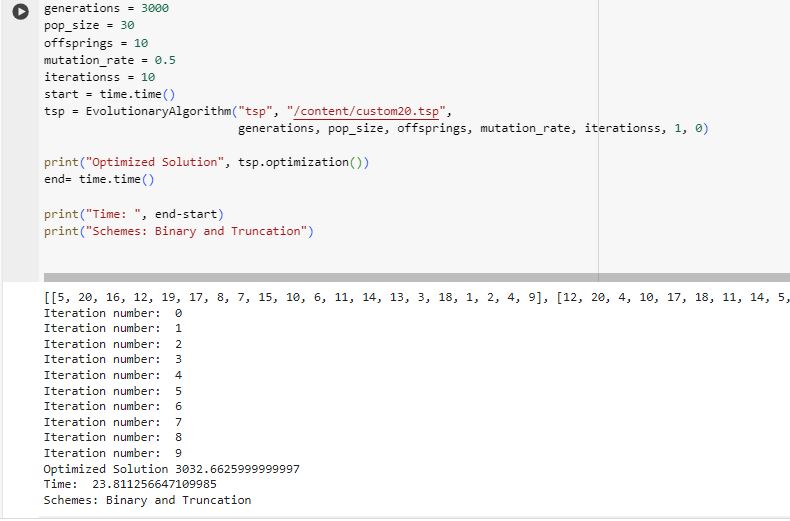 generations = 3000
pop_size = 30
offsprings = 10
mutation_rate = 0.5
iterationss = 10
start = time.time()
tsp = EvolutionaryAlgorithm("tsp", "/content/custom20.tsp",
generations, pop_size, offsprings, mutation_rate, iterationss, 1, 0)
print("Optimized Solution", tsp.optimization())
end= time.time()
print("Time: ", end-start)
print("Schemes: Binary and Truncation")
[[5, 20, 16, 12, 19, 17, 8, 7, 15, 10, 6, 11, 14, 13, 3, 18, 1, 2, 4, 9], [12, 20, 4, 10, 17, 18, 11, 14, 5,
Iteration number:  0
Iteration number:  1
Iteration number:  2
Iteration number:  3
Iteration number:  4
Iteration number:  5
Iteration number:  6
Iteration number:  7
Iteration number:  8
Iteration number:  9
Optimized Solution 3032.6625999999997
Time:  23.811256647109985
Schemes: Binary and Truncation